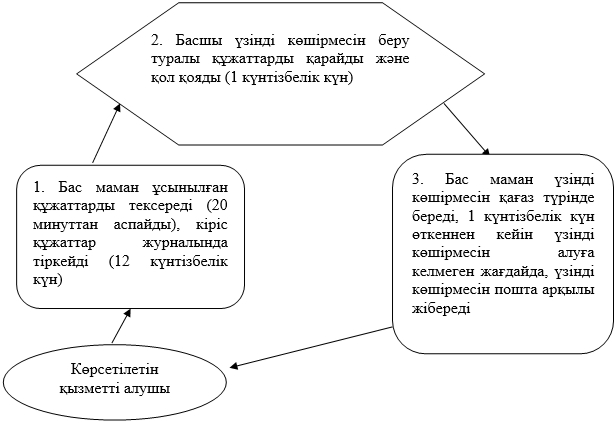 2. Басшы үзінді көшірмесін беру
туралы құжаттарды қарайды және
қол қояды (1 күнтізбелік күн)
1. Бас маман ұсынылған
құжаттарды тексереді (20
минуттан аспайды), кіріс
құжаттар журналында
тіркейді (12 күнтізбелік
күн)
3. Бас маман үзінді
көшірмесін қағаз түрінде
береді, 1 күнтізбелік күн
өткеннен кейін үзінді
көшірмесін алуға
келмеген жағдайда, үзінді
көшірмесін пошта арқылы
жібереді
Көрсетілетін
қызметті алушы